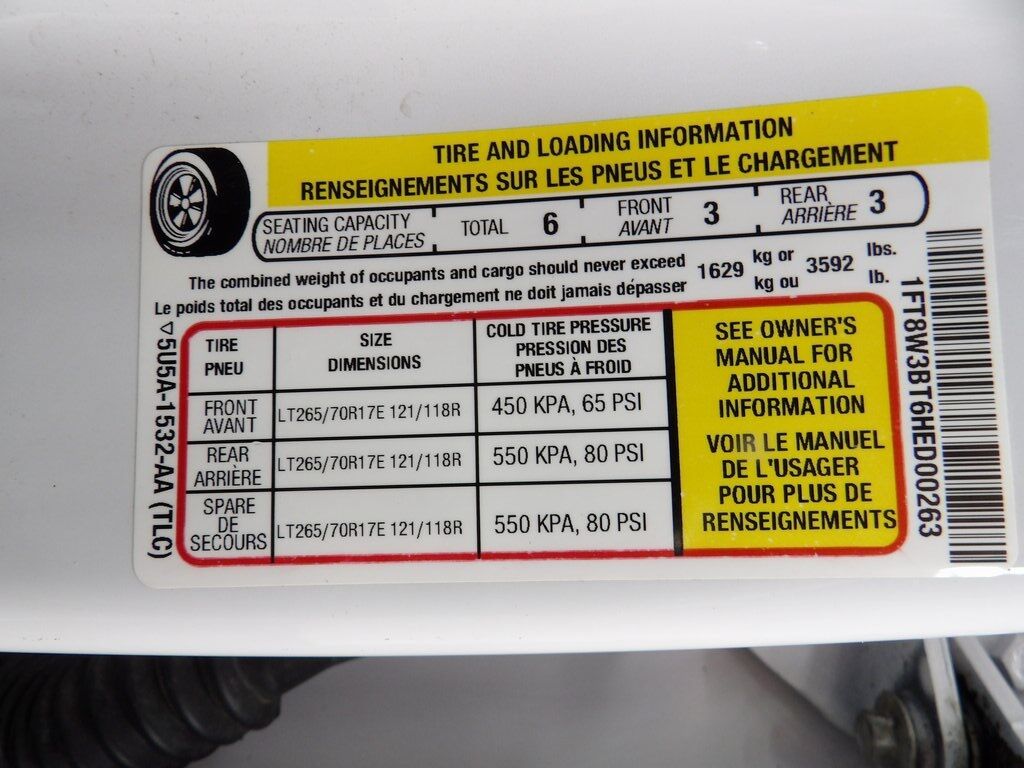 TIRE AND LOADING INFORMATION
RENSEIGNEMENTS SUR LES PNEUS ET LE CHARGEMENT
SEATING CAPACITY
NOMBRE DE PLACES
TOTAL 6
FRONT
AVANT
3
REAR
ARRIÈRE
3
The combined weight of occupants and cargo should never exceed
Le poids total des occupants et du chargement ne doit jamais dépasser
1629
kg or
kg ou
3592
lbs.
lb.
5U5A-1532-AA (TLC)
TIRE
PNEU
SIZE
DIMENSIONS
COLD TIRE PRESSURE
PRESSION DES
PNEUS À FROID
FRONT
AVANT
LT265/70R17E 121/118R
450 KPA, 65 PSI
REAR
ARRIÈRE
LT265/70R17E 121/118R
550 KPA, 80 PSI
SPARE
DE
SECOURS
LT265/70R17E 121/118R
550 KPA, 80 PSI
SEE OWNER'S
MANUAL FOR
ADDITIONAL
INFORMATION
VOIR LE MANUEL
DE L'USAGER
POUR PLUS DE
RENSEIGNEMENTS
1FT8W3BT6HED00263